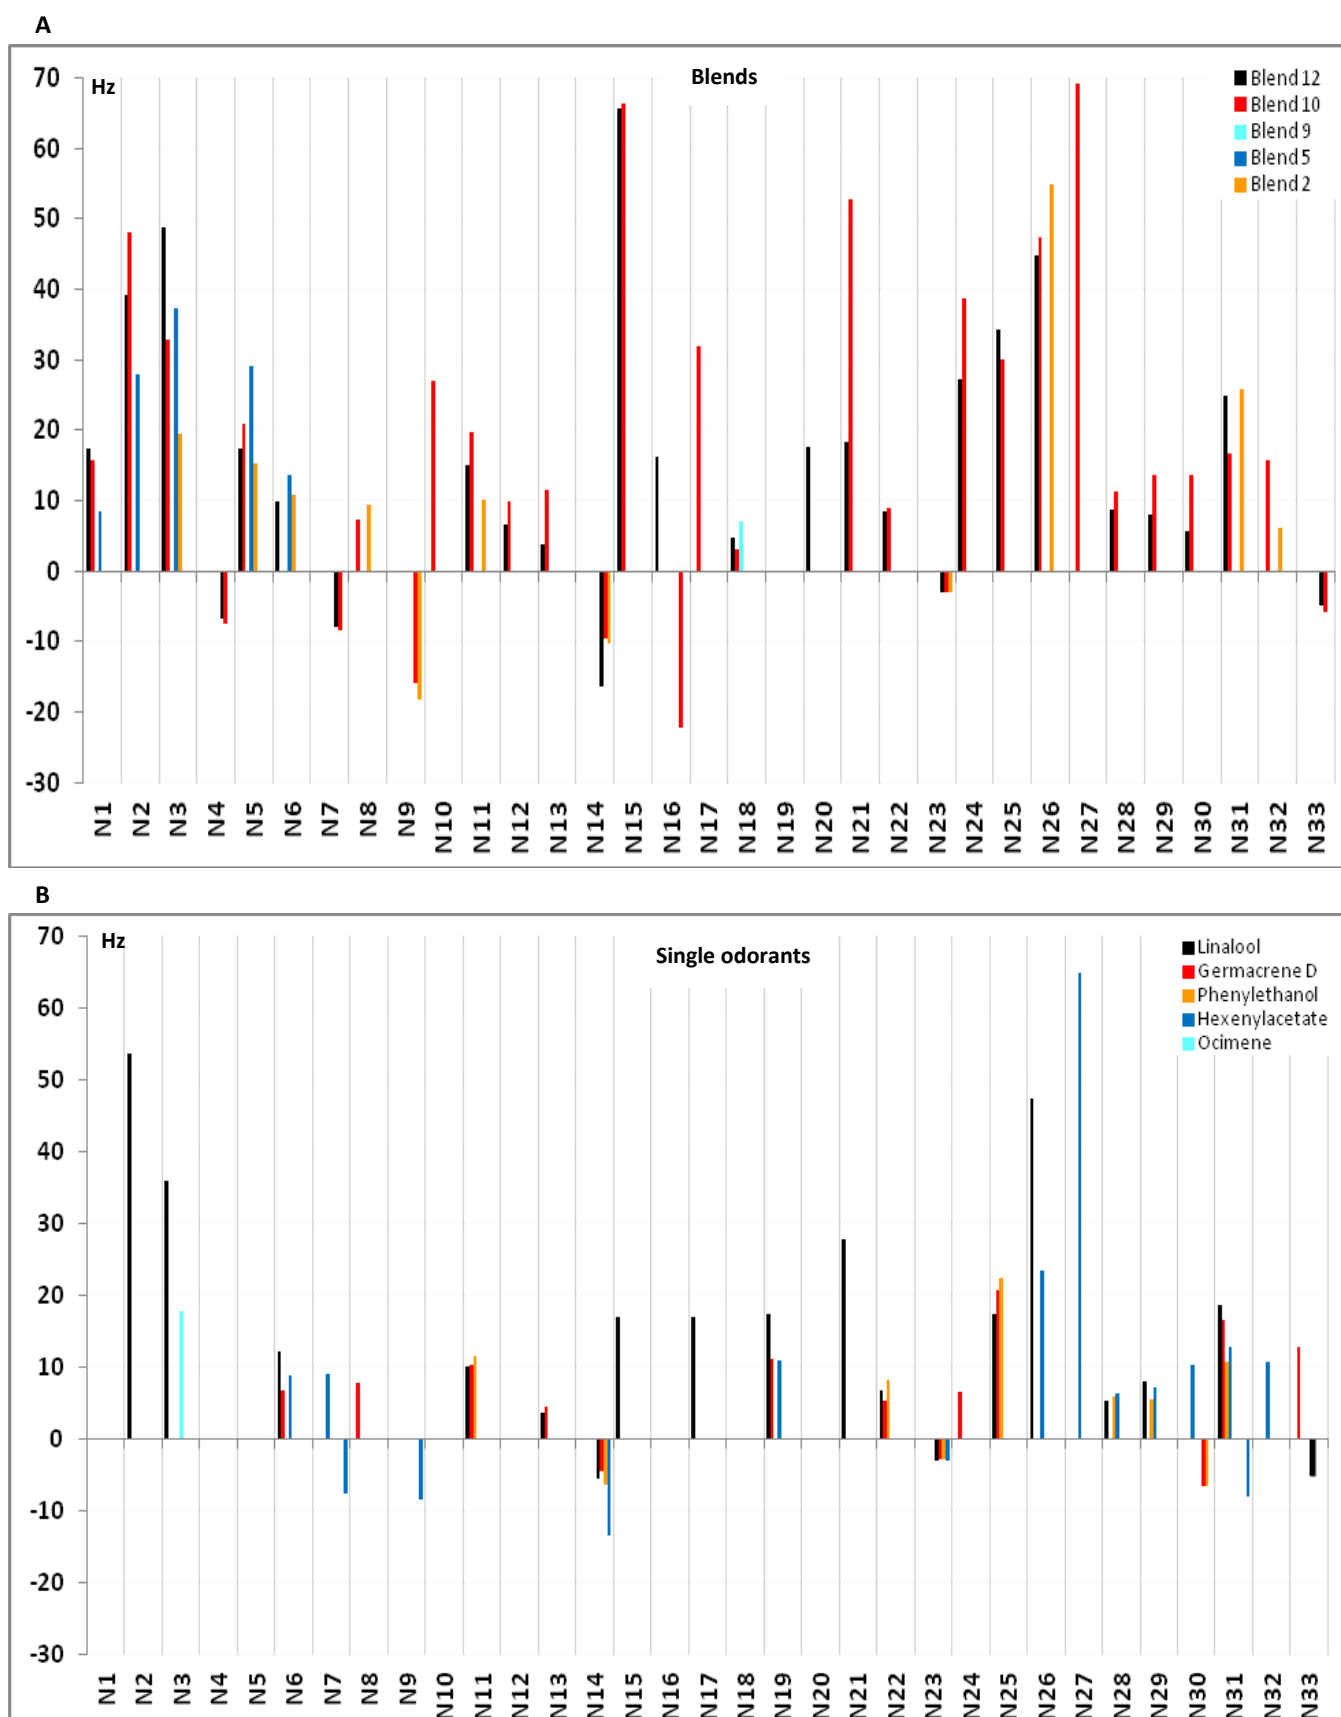 A
Blends
Hz
70
60
50
40
30
20
10
0
-10
-20
-30
Blend 12
Blend 10
Blend 9
Blend 5
Blend 2
N1 N2 N3 N4 N5 N6 N7 N8 N9 N10 N11 N12 N13 N14 N15 N16 N17 N18 N19 N20 N21 N22 N23 N24 N25 N26 N27 N28 N29 N30 N31 N32 N33
B
Single odorants
Hz
70
60
50
40
30
20
10
0
-10
-20
-30
Linalool
Germacrene D
Phenylethanol
Hexenylacetate
Ocimene
N1 N2 N3 N4 N5 N6 N7 N8 N9 N10 N11 N12 N13 N14 N15 N16 N17 N18 N19 N20 N21 N22 N23 N24 N25 N26 N27 N28 N29 N30 N31 N32 N33